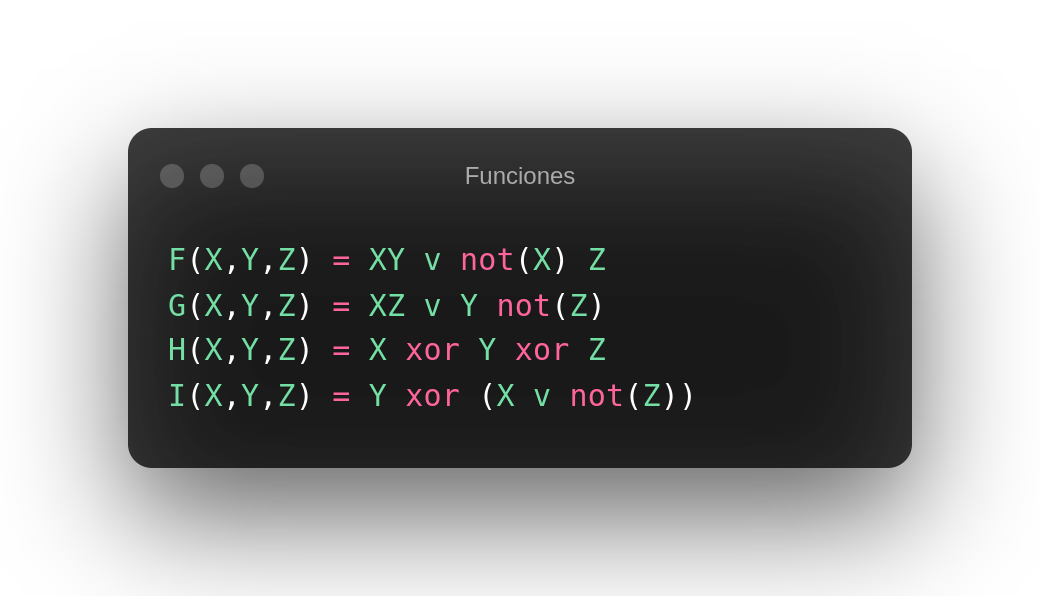 Funciones
F(X,Y,Z) = XY v not(X) Z
G(X,Y,Z) = XZ v Y not(Z)
H(X,Y,Z) = X xor Y xor Z
I(X,Y,Z) = Y xor (X v not(Z))